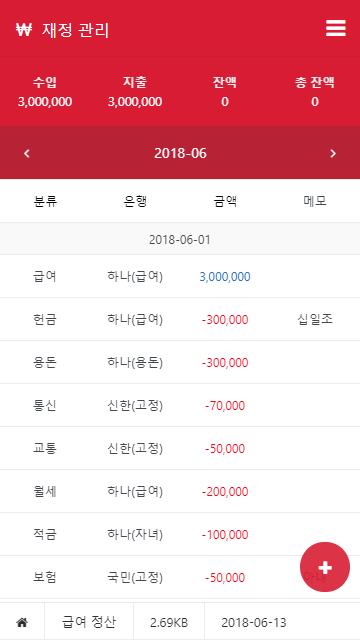 ₩ 재정 관리
수입 지출 잔액 총 잔액
3,000,000 3,000,000 0 0
2018-06
분류 은행 금액 메모
2018-06-01
급여 하나(급여) 3,000,000
헌금 하나(급여) -300,000 십일조
용돈 하나(용돈) -300,000
통신 신한(고정) -70,000
교통 신한(고정) -50,000
월세 하나(급여) -200,000
적금 하나(자녀) -100,000
보험 국민(고정) -50,000
급여 정산 2.69KB 2018-06-13